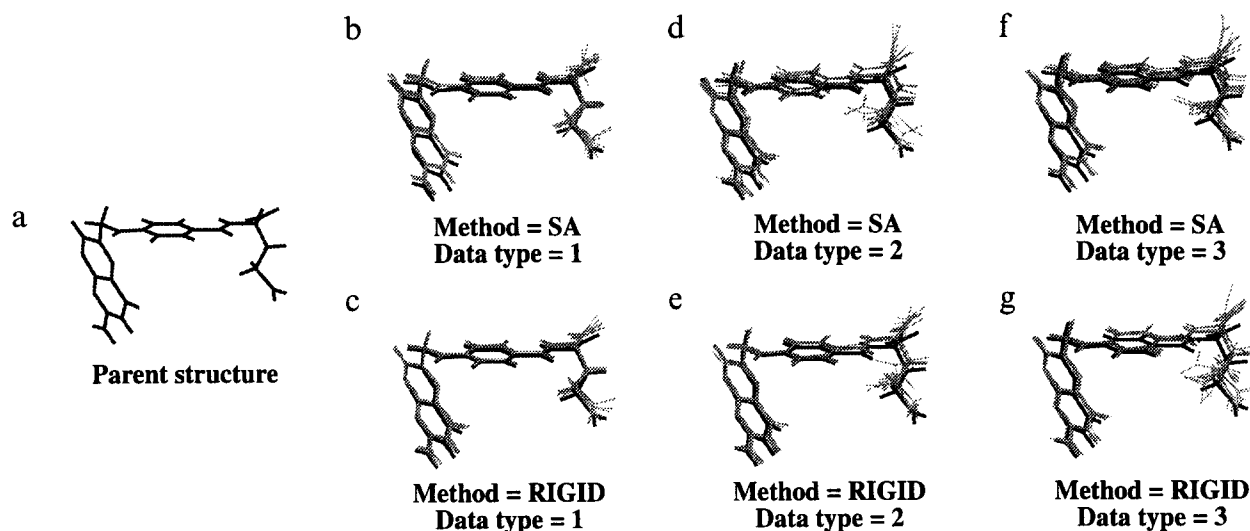 b
d
f
Method = SA
Data type = 1
Method = SA
Data type = 2
Method = SA
Data type = 3
a
Parent structure
c
e
g
Method = RIGID
Data type = 1
Method = RIGID
Data type = 2
Method = RIGID
Data type = 3